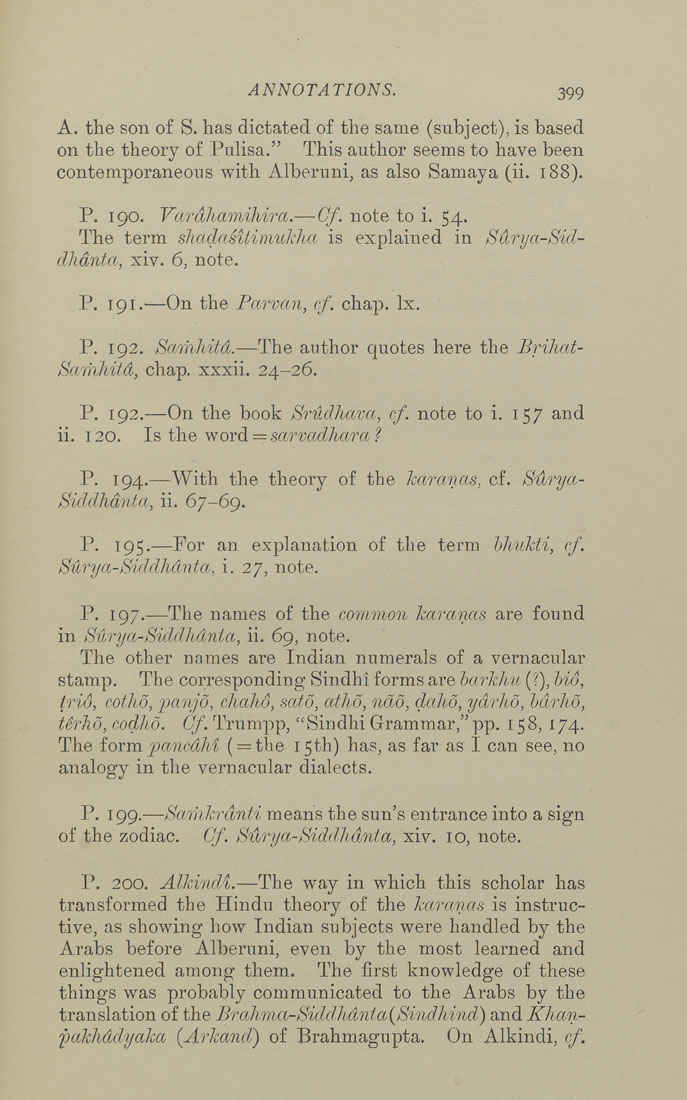 ANNOTATIONS. 399
A. the son of S. has dictated of the same (subject), is based
on the theory of Pulisa.” This author seems to have been
contemporaneous with Alberuni, as also Samaya (ii. 188).
P. 190. Varâhamihira.—Cf. note to i. 54.
The term shaḍaśîtimukha is explained in Sûrya-Sid-
dhânta, xiv. 6, note.
P. 191.—On the Parvan, cf. chap. lx.
P. 192. Saṁhitâ.—The author quotes here the Bṛihat-
Saṁhitâ, chap. xxxii. 24–26.
P. 192.—On the book Srûdhava, cf. note to i. 157 and
ii. 120. Is the word = sarvadhara?
P. 194.—With the theory of the karaṇas, cf. Sûrya-
Siddhânta, ii. 67–69.
P. 195.—For an explanation of the term bhukti, cf.
Sûrya-Siddhânta, i. 27, note.
P. 197.—The names of the common karaṇas are found
in Sûrya-Siddhânta, ii. 69, note.
The other names are Indian numerals of a vernacular
stamp. The corresponding Sindhî forms are barkhu (?), biô,
ṭriô, cothõ, panjõ, chahô, satõ, aṭhõ, nãõ, ḍahõ, yârhõ, bârhõ,
têrhõ, coḍhõ. Cf. Trumpp, “Sindhi Grammar,” pp. 158, 174.
The form pancâhî (= the 15th) has, as far as I can see, no
analogy in the vernacular dialects.
P. 199.—Saṁkrânti means the sun’s entrance into a sign
of the zodiac. Cf. Sûrya-Siddhânta, xiv. 10, note.
P. 200. Alkindî.—The way in which this scholar has
transformed the Hindu theory of the karaṇas is instruc-
tive, as showing how Indian subjects were handled by the
Arabs before Alberuni, even by the most learned and
enlightened among them. The first knowledge of these
things was probably communicated to the Arabs by the
translation of the Brahma-Siddhânta (Sindhind) and Khaṇ-
ḍakhâdyaka (Arkand) of Brahmagupta. On Alkindi, cf.